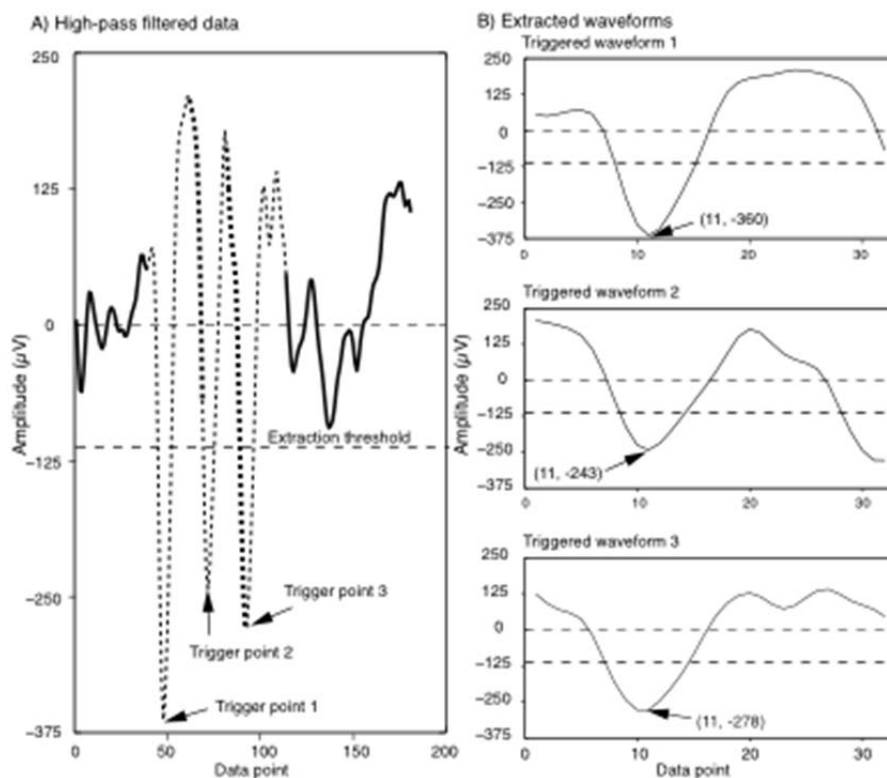 A) High-pass filtered data
250
125
0
−125
−250
−375
Amplitude (µV)
Extraction threshold
Trigger point 3
Trigger point 2
Trigger point 1
0 50 100 150 200
Data point
B) Extracted waveforms
Triggered waveform 1
250
125
0
−125
−250
−375
(11, -360)
0 10 20 30
Triggered waveform 2
250
125
0
−125
−250
−375
Amplitude (µV)
(11, -243)
0 10 20 30
Triggered waveform 3
250
125
0
−125
−250
−375
(11, -278)
0 10 20 30
Data point